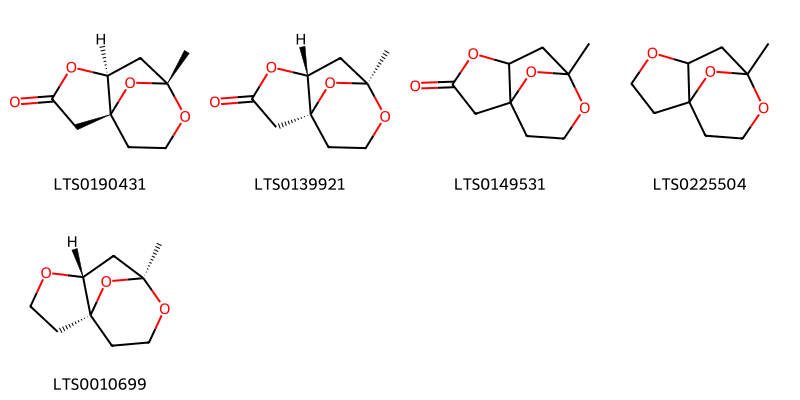 H H
O O O O
O O O O
O O O O O O
LTS0190431 LTS0139921 LTS0149531 LTS0225504
H
O O
O
LTS0010699